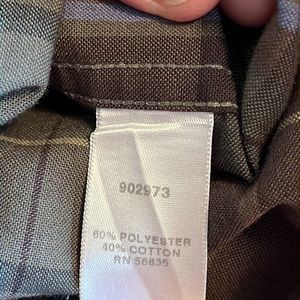 902973
60% POLYESTER
40% COTTON
RN 56835